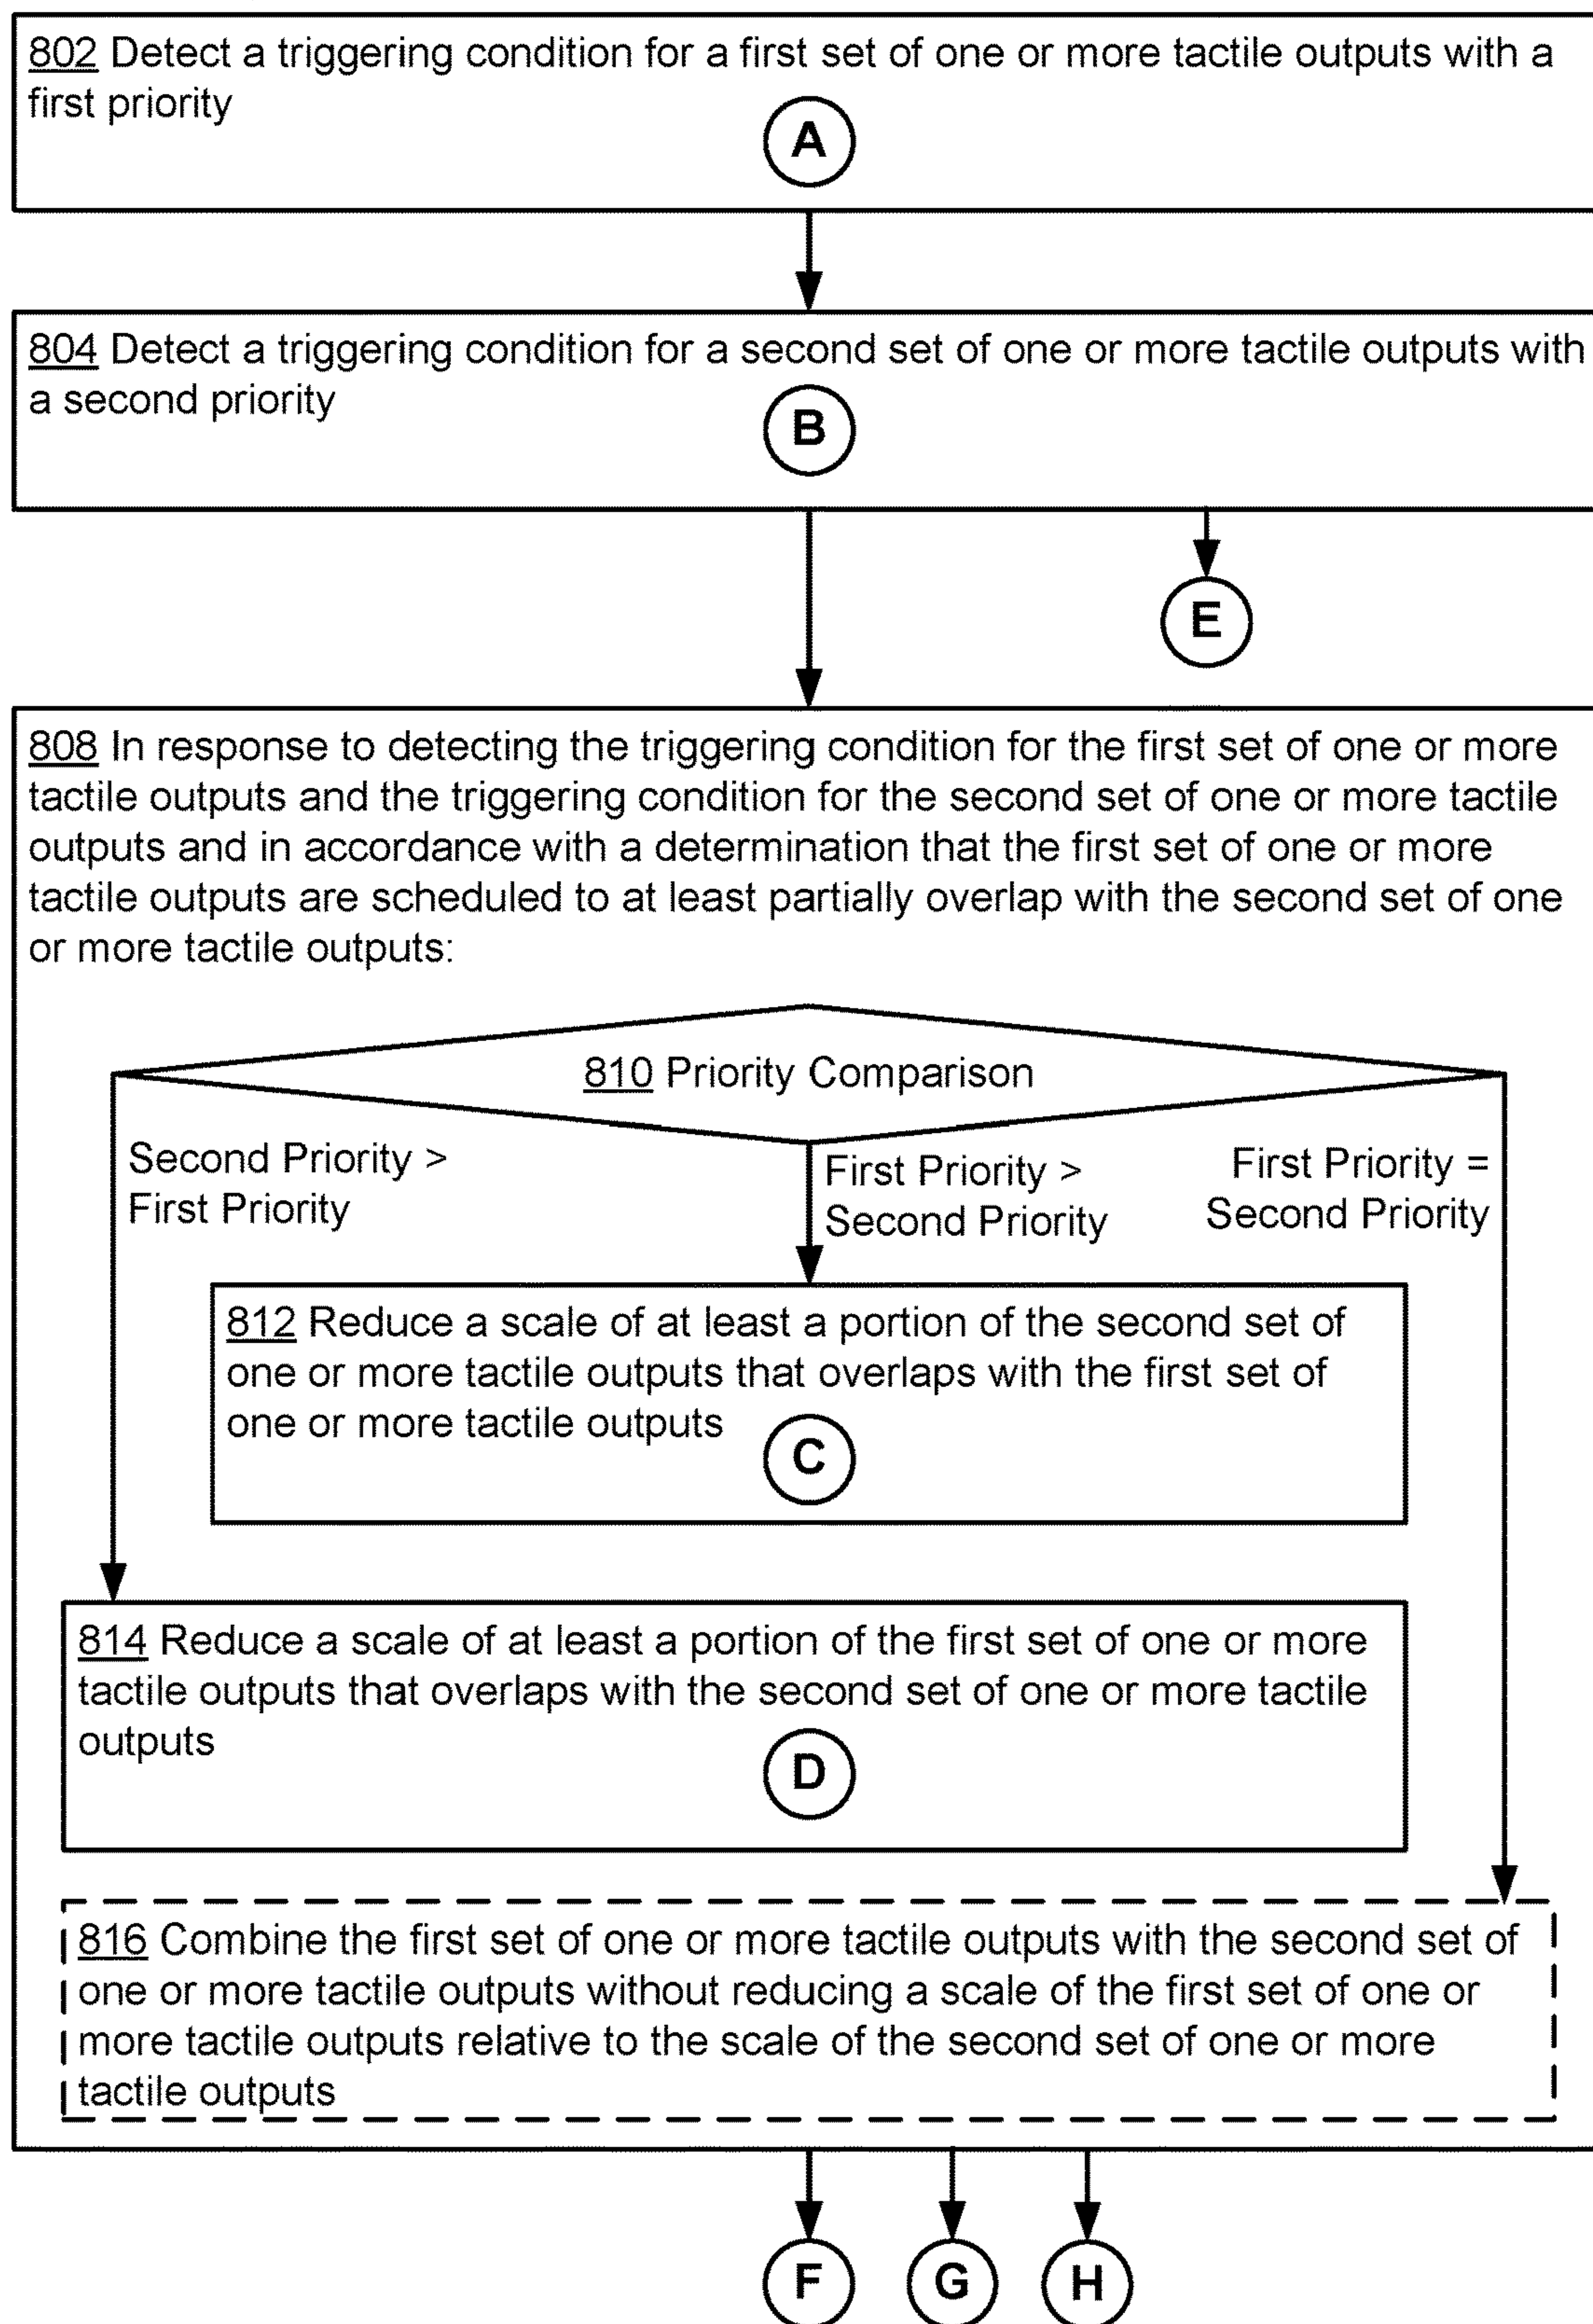 802 Detect a triggering condition for a first set of one or more tactile outputs with a
first priority
A
804 Detect a triggering condition for a second set of one or more tactile outputs with
a second priority
B
E
808 In response to detecting the triggering condition for the first set of one or more
tactile outputs and the triggering condition for the second set of one or more tactile
outputs and in accordance with a determination that the first set of one or more
tactile outputs are scheduled to at least partially overlap with the second set of one
or more tactile outputs:
810 Priority Comparison
Second Priority >
First Priority
First Priority >
Second Priority
First Priority =
Second Priority
812 Reduce a scale of at least a portion of the second set of
one or more tactile outputs that overlaps with the first set of
one or more tactile outputs
C
814 Reduce a scale of at least a portion of the first set of one or more
tactile outputs that overlaps with the second set of one or more tactile
outputs
D
816 Combine the first set of one or more tactile outputs with the second set of
one or more tactile outputs without reducing a scale of the first set of one or
more tactile outputs relative to the scale of the second set of one or more
tactile outputs
F
G
H